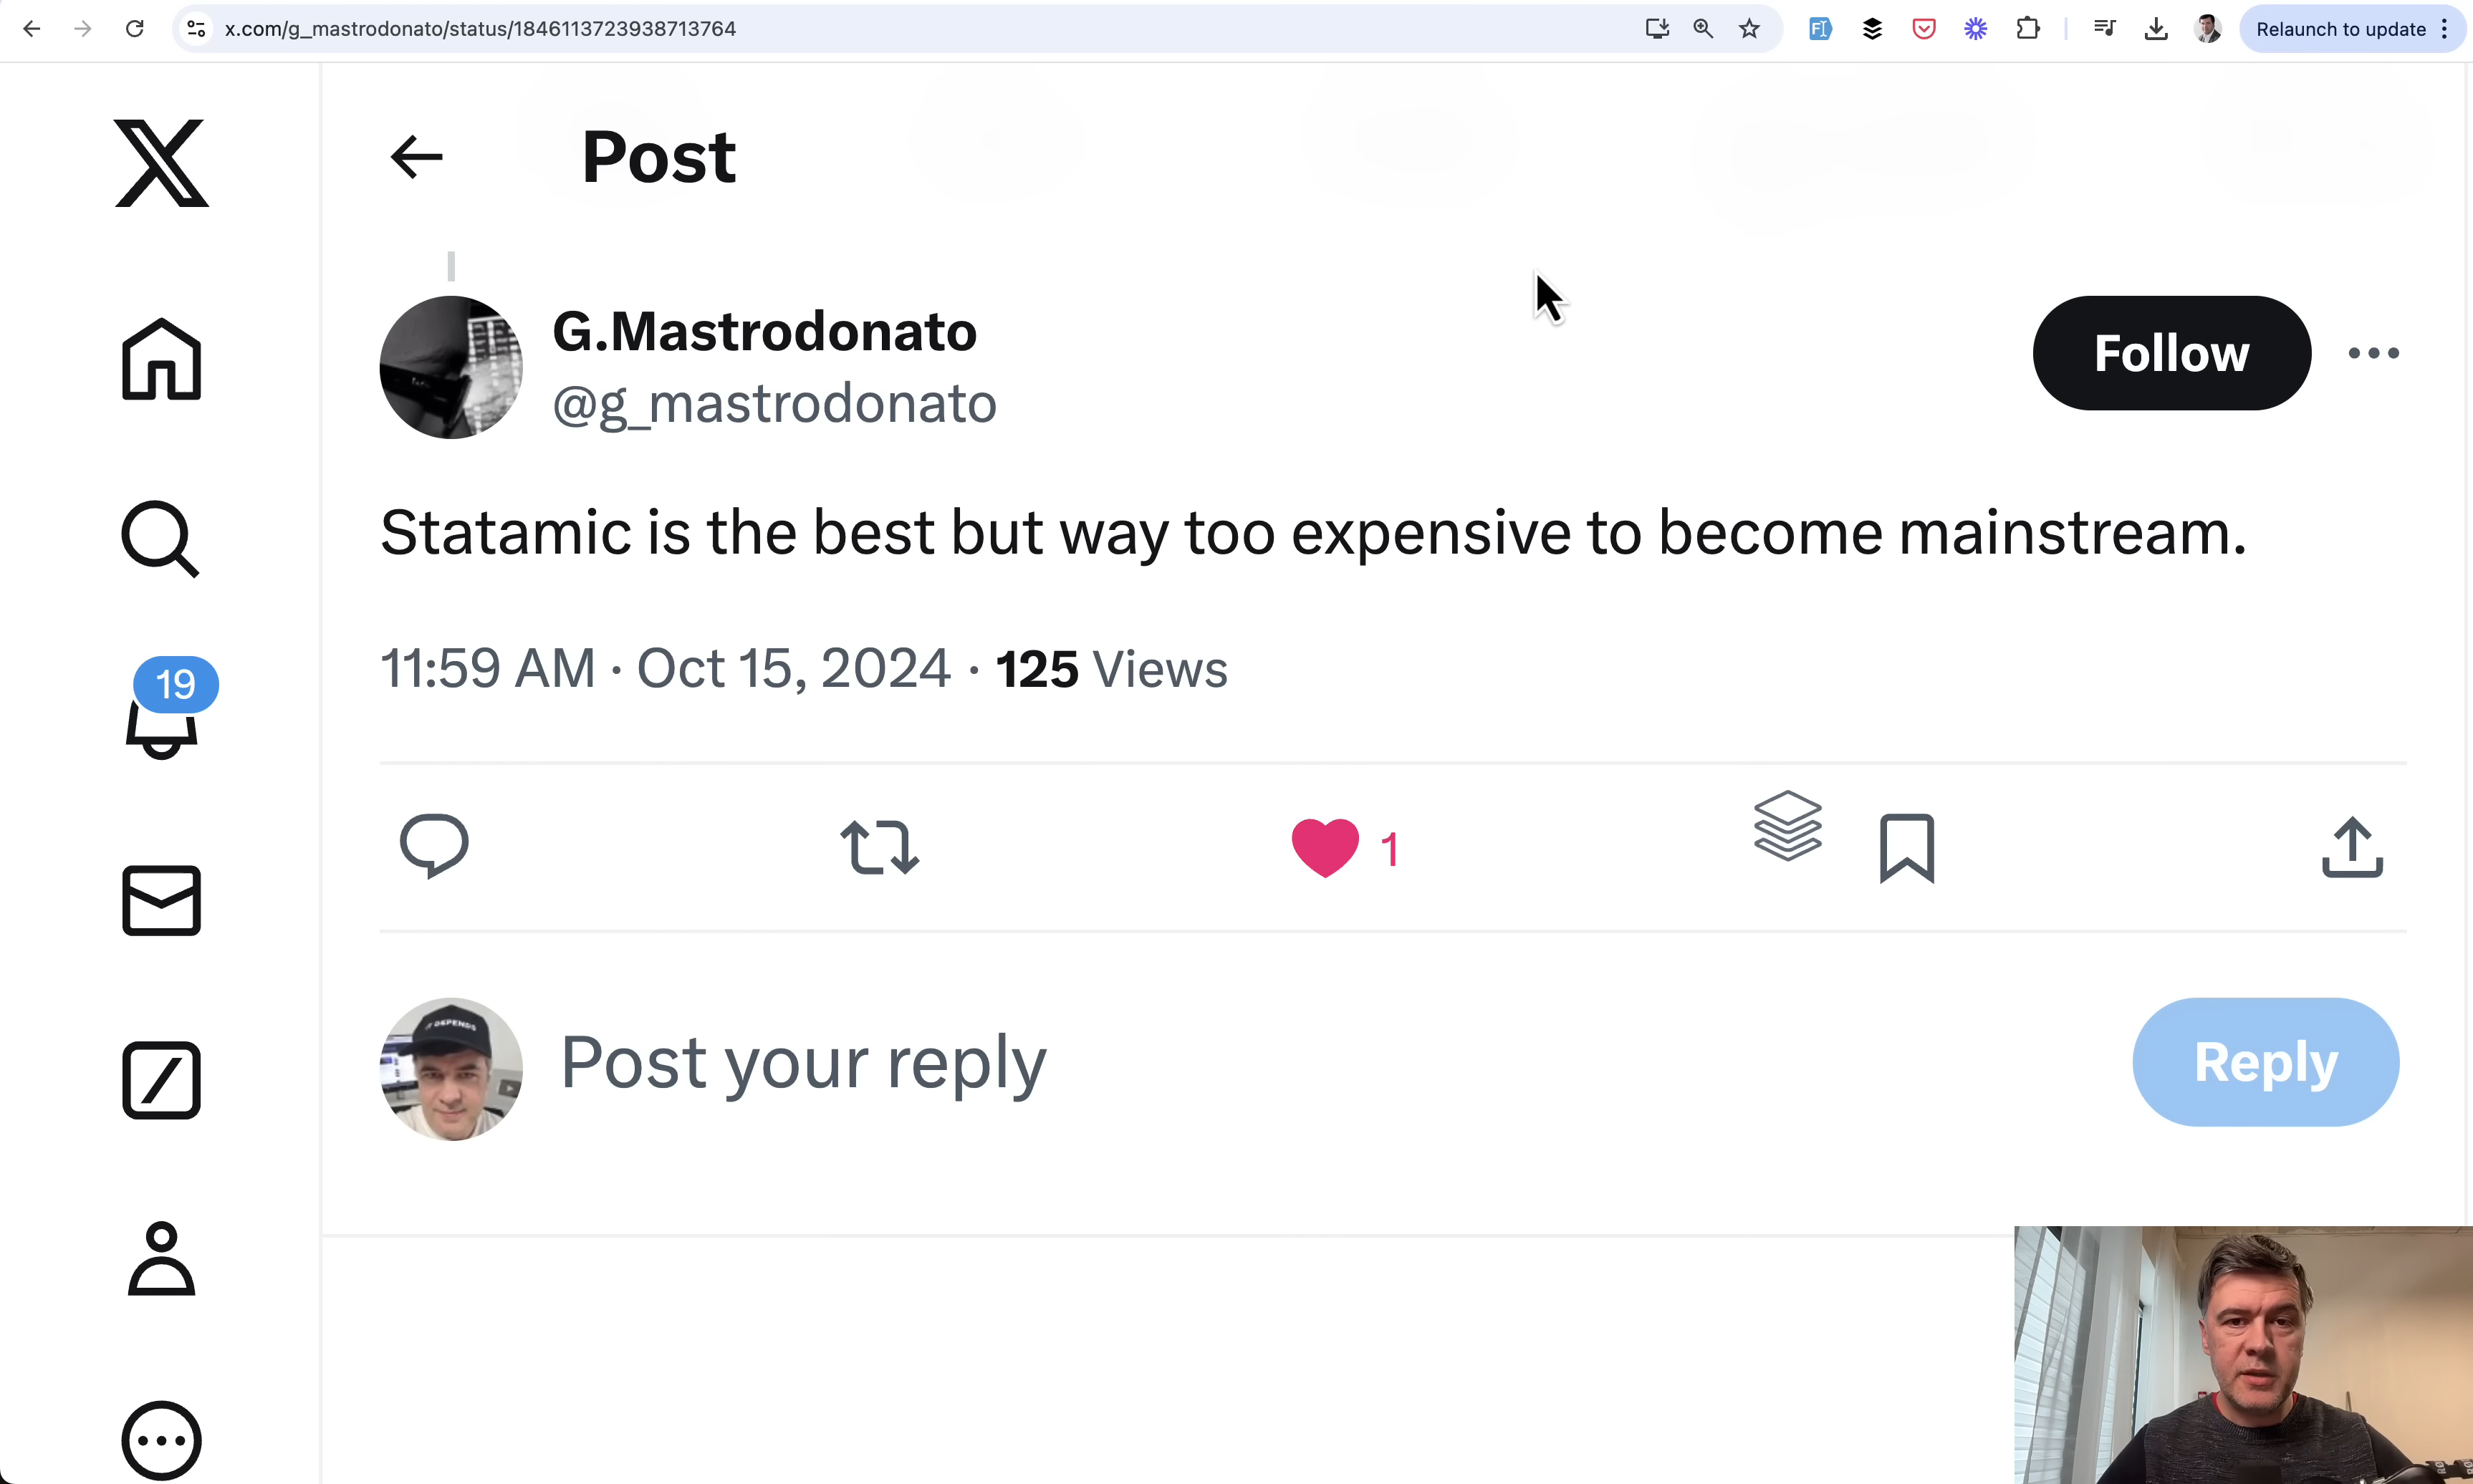 x.com/g_mastrodonato/status/1846113723938713764
Relaunch to update
Post
G.Mastrodonato
@g_mastrodonato
Follow
Statamic is the best but way too expensive to become mainstream.
11:59 AM · Oct 15, 2024 · 125 Views
19
1
Post your reply
Reply